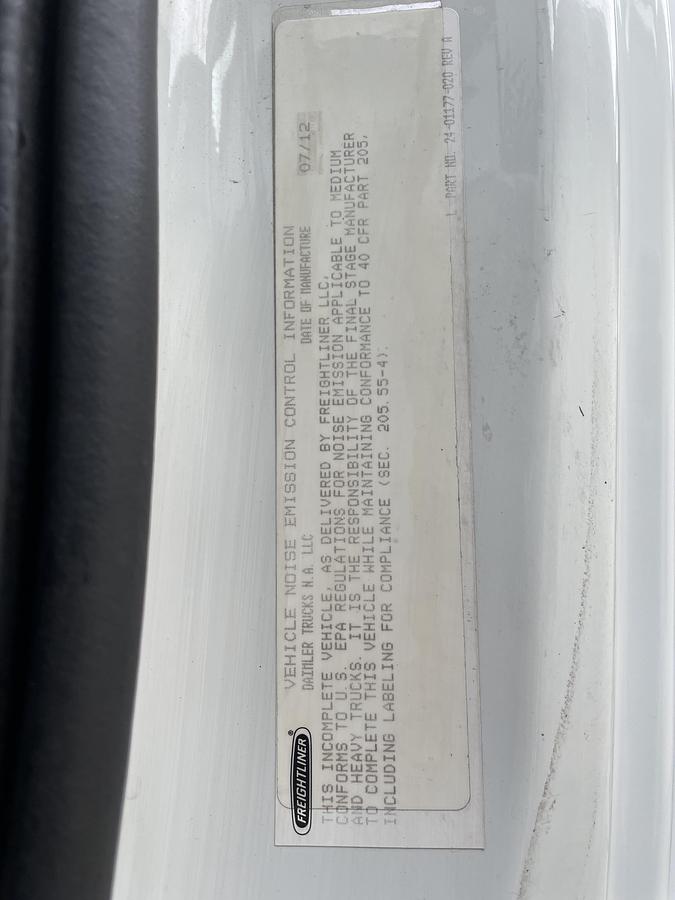 FREIGHTLINER®
VEHICLE NOISE EMISSION CONTROL INFORMATION
DAIMLER TRUCKS N.A. LLC DATE OF MANUFACTURE 07/12
THIS INCOMPLETE VEHICLE, AS DELIVERED BY FREIGHTLINER LLC,
CONFORMS TO U.S. EPA REGULATIONS FOR NOISE EMISSION APPLICABLE TO MEDIUM
AND HEAVY TRUCKS. IT IS THE RESPONSIBILITY OF THE FINAL STAGE MANUFACTURER
TO COMPLETE THIS VEHICLE WHILE MAINTAINING CONFORMANCE TO 40 CFR PART 205,
INCLUDING LABELING FOR COMPLIANCE (SEC. 205.55-4).
L PART NO. 24-01177-020 REV A